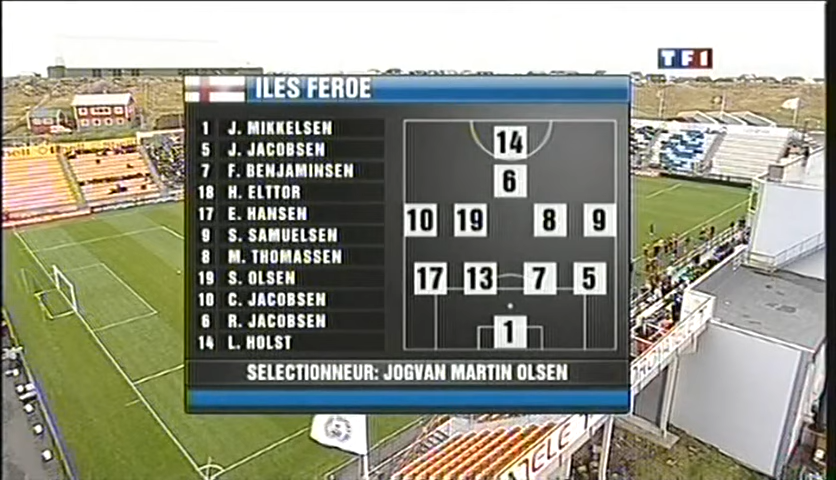 TF1
ILES FEROE
1 J. MIKKELSEN
5 J. JACOBSEN
7 F. BENJAMINSEN
18 H. ELTTOR
17 E. HANSEN
9 S. SAMUELSEN
8 M. THOMASSEN
19 S. OLSEN
10 C. JACOBSEN
6 R. JACOBSEN
14 L. HOLST
14
6
10 19 8 9
17 13 7 5
1
SELECTIONNEUR: JOGVAN MARTIN OLSEN